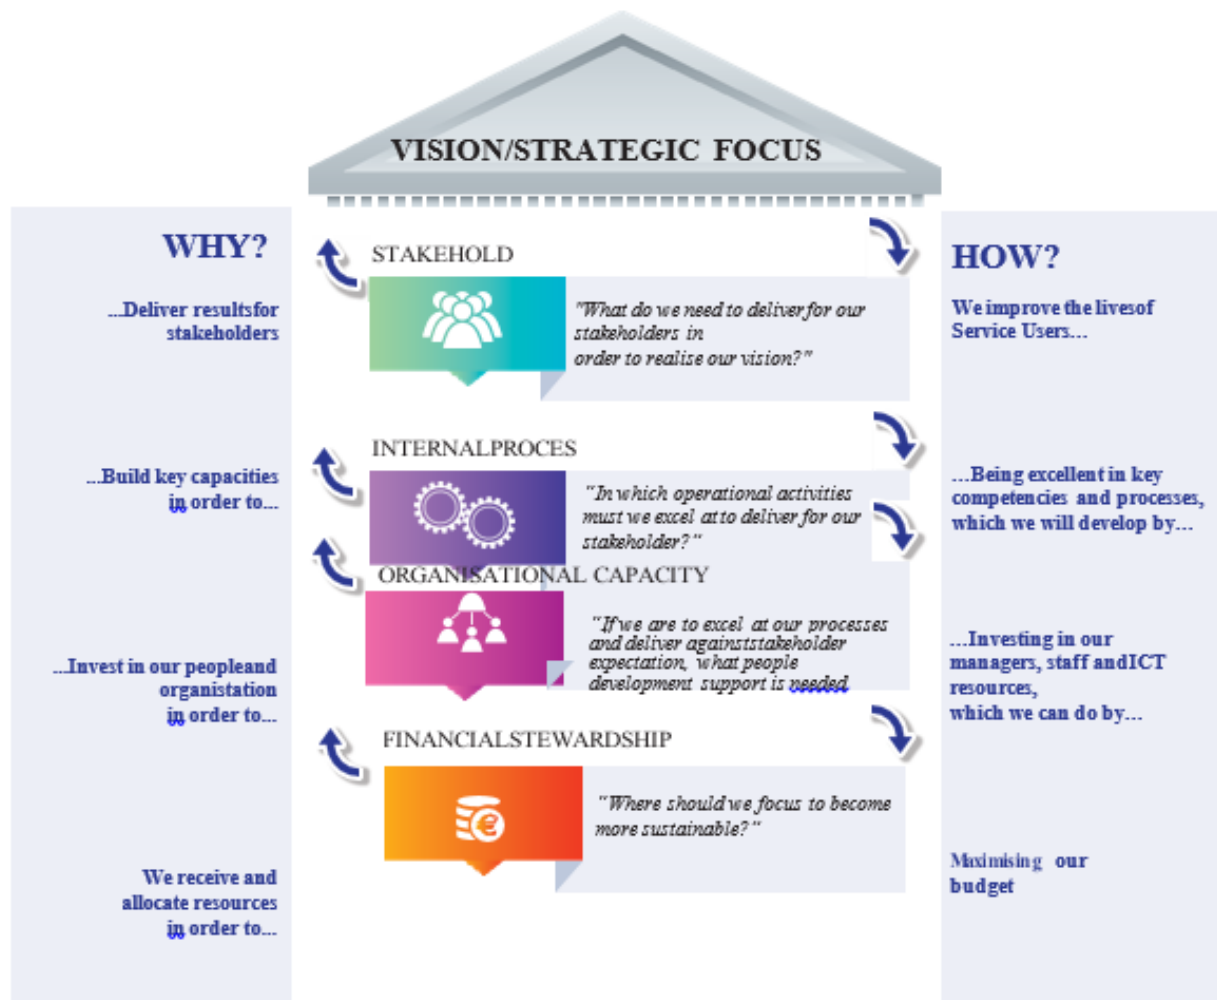 VISION/STRATEGIC FOCUS
WHY?
...Deliver resultsfor
stakeholders
...Build key capacities
in order to...
...Invest in our peopleand
organistation
in order to...
We receive and
allocate resources
in order to...
STAKEHOLD
"What do we need to deliver for our
stakeholders in
order to realise our vision?"
INTERNALPROCES
"In which operational activities
must we excel atto deliver for our
stakeholder?"
ORGANISATIONAL CAPACITY
"If we are to excel at our processes
and deliver againststakeholder
expectation, what people
development support is needed
FINANCIALSTEWARDSHIP
€
"Where should we focus to become
more sustainable?"
HOW?
We improve the livesof
Service Users…
…Being excellent in key
competencies and processes,
which we will develop by…
…Investing in our
managers, staff andICT
resources,
which we can do by…
Maximising our
budget